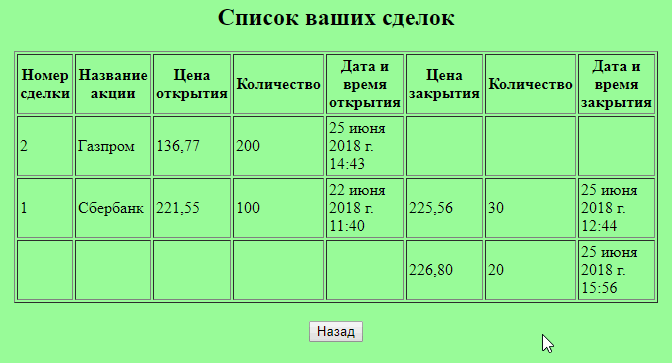 Список ваших сделок
Номер сделки Название акции Цена открытия Количество Дата и время открытия Цена закрытия Количество Дата и время закрытия
2 Газпром 136,77 200 25 июня 2018 г. 14:43
1 Сбербанк 221,55 100 22 июня 2018 г. 11:40 225,56 30 25 июня 2018 г. 12:44
226,80 20 25 июня 2018 г. 15:56
Назад